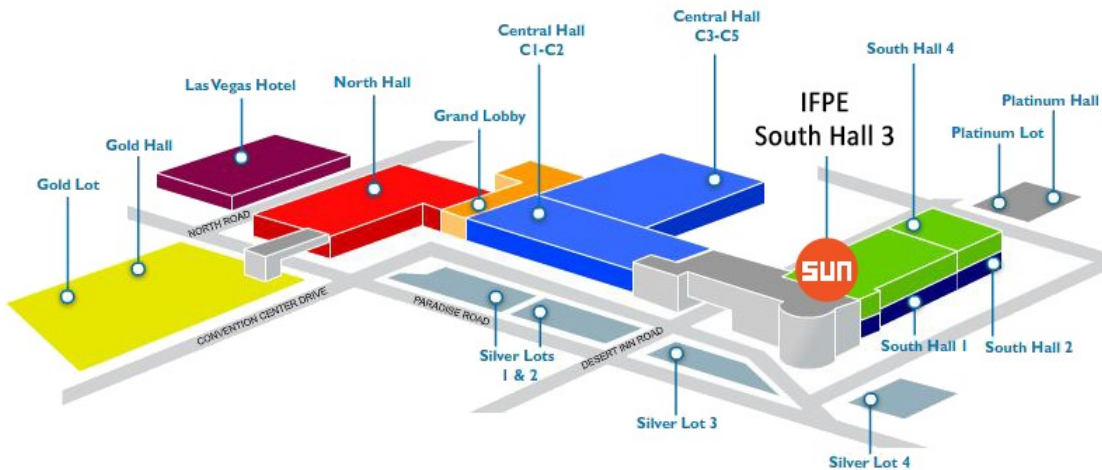 Central Hall
C1-C2
Central Hall
C3-C5
South Hall 4
Las Vegas Hotel
North Hall
Grand Lobby
IFPE
South Hall 3
Platinum Hall
Platinum Lot
Gold Hall
Gold Lot
NORTH ROAD
SUN
CONVENTION CENTER DRIVE
PARADISE ROAD
DESERT INN ROAD
Silver Lots
1 & 2
South Hall 1
South Hall 2
Silver Lot 3
Silver Lot 4